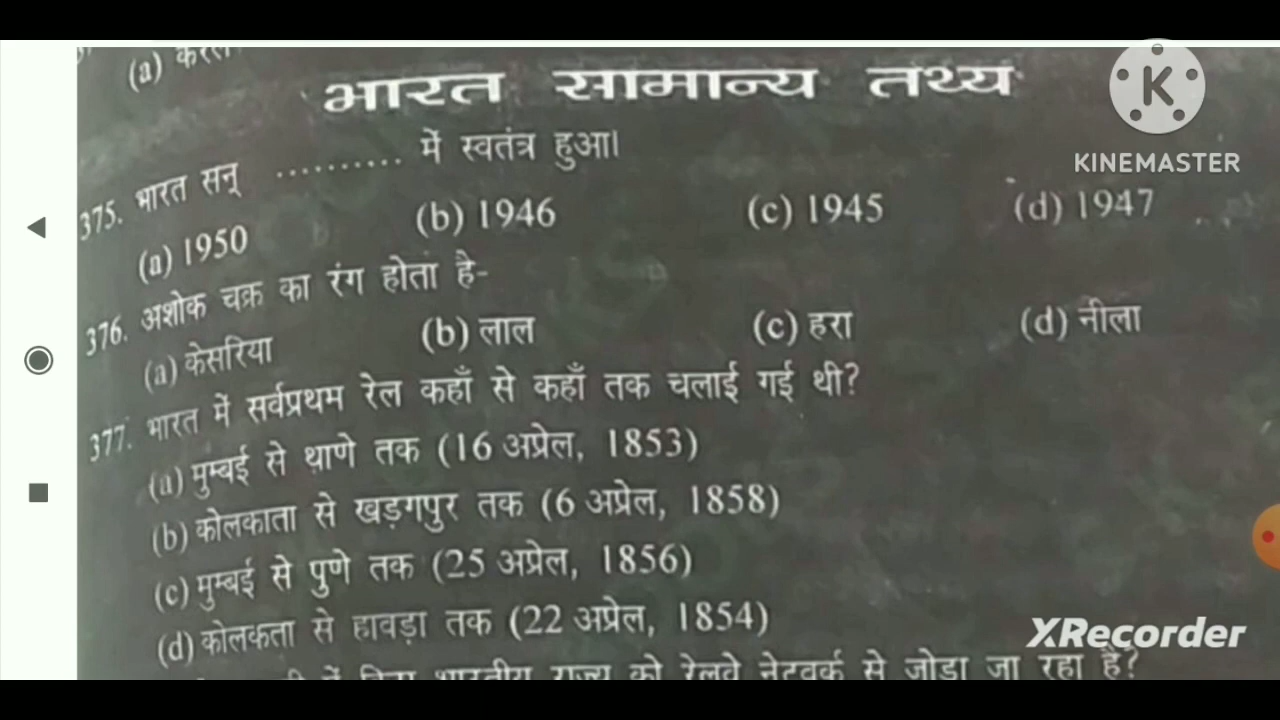 (a) केरल
भारत सामान्य तथ्य
K
KINEMASTER
375. भारत सन् ........... में स्वतंत्र हुआ।
(a) 1950 (b) 1946 (c) 1945 (d) 1947
376. अशोक चक्र का रंग होता है-
(a) केसरिया (b) लाल (c) हरा (d) नीला
377. भारत में सर्वप्रथम रेल कहाँ से कहाँ तक चलाई गई थी?
(a) मुम्बई से थाणे तक (16 अप्रेल, 1853)
(b) कोलकाता से खड़गपुर तक (6 अप्रेल, 1858)
(c) मुम्बई से पुणे तक (25 अप्रेल, 1856)
(d) कोलकता से हावड़ा तक (22 अप्रेल, 1854)
XRecorder
भारतीय राज्य को रेलवे नेटवर्क से जोड़ा जा रहा है?